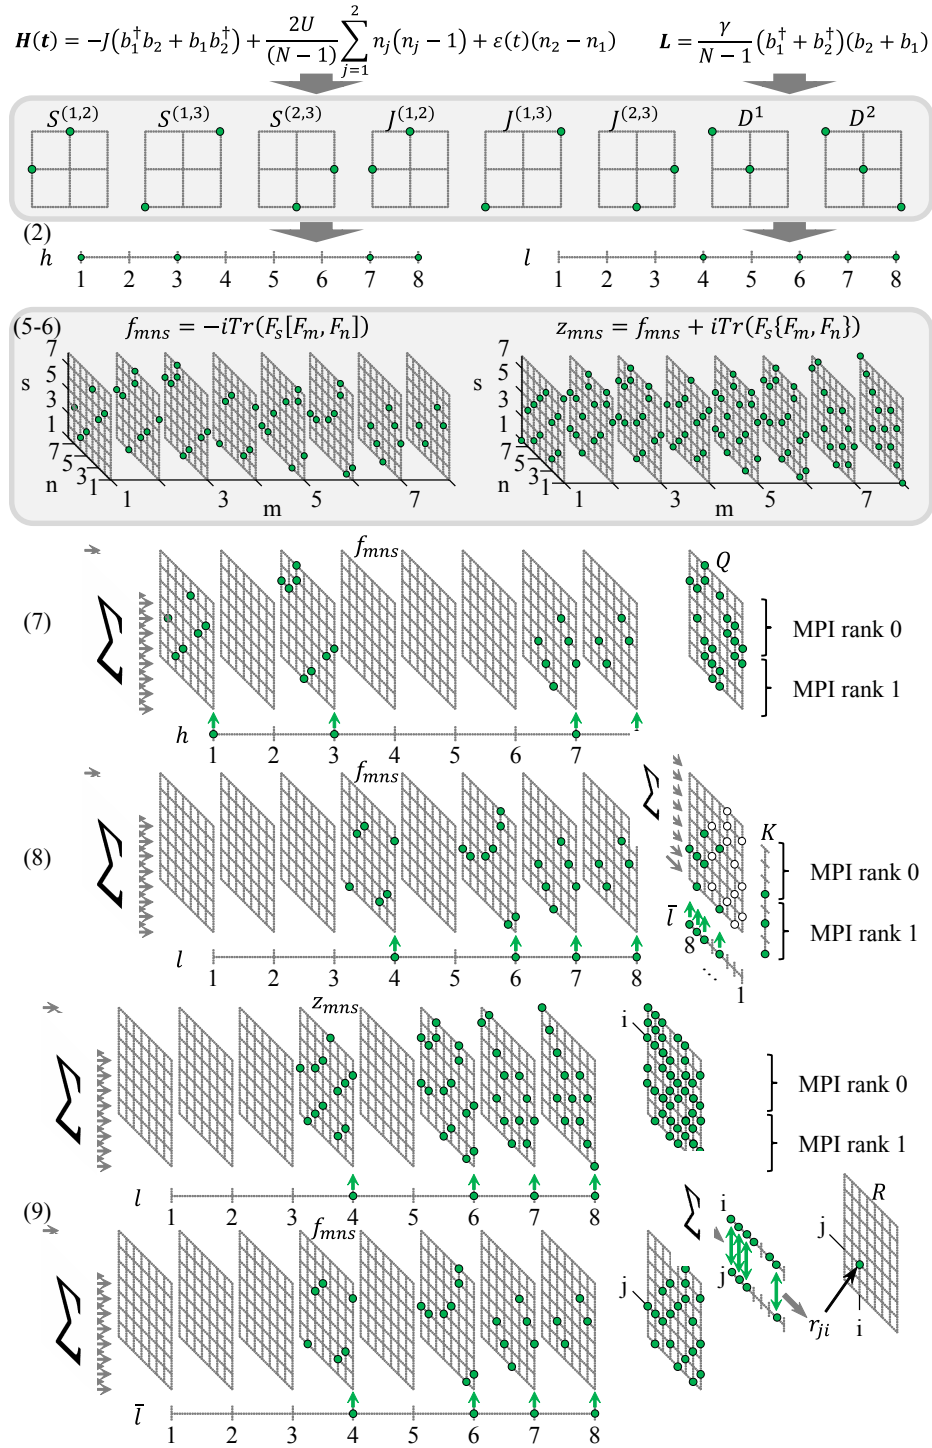 H(t) = −J(b₁†b₂ + b₁b₂†) + 2U/(N − 1) ∑_{j=1}^{2} n_j(n_j − 1) + ε(t)(n₂ − n₁)
L = γ/(N − 1) (b₁† + b₂†)(b₂ + b₁)
S^(1,2) S^(1,3) S^(2,3) J^(1,2) J^(1,3) J^(2,3) D¹ D²
(2)
h
1 2 3 4 5 6 7 8
l
1 2 3 4 5 6 7 8
(5-6)
f_mns = −iTr(F_s[F_m, F_n])
z_mns = f_mns + iTr(F_s{F_m, F_n})
s
7
5
3
1
n
7
5
3
1
1 3 5 7
m
s
7
5
3
1
n
7
5
3
1
1 3 5 7
m
(7)
∑
f_mns
Q
MPI rank 0
MPI rank 1
h
1 2 3 4 5 6 7
(8)
∑
f_mns
∑
K
MPI rank 0
MPI rank 1
l
1 2 3 4 5 6 7 8
l̄
8 ... 1
(9)
∑
z_mns
i
MPI rank 0
MPI rank 1
l
1 2 3 4 5 6 7 8
∑
f_mns
j
l̄
1 2 3 4 5 6 7 8
∑
i
j
r_ji
R
j
i